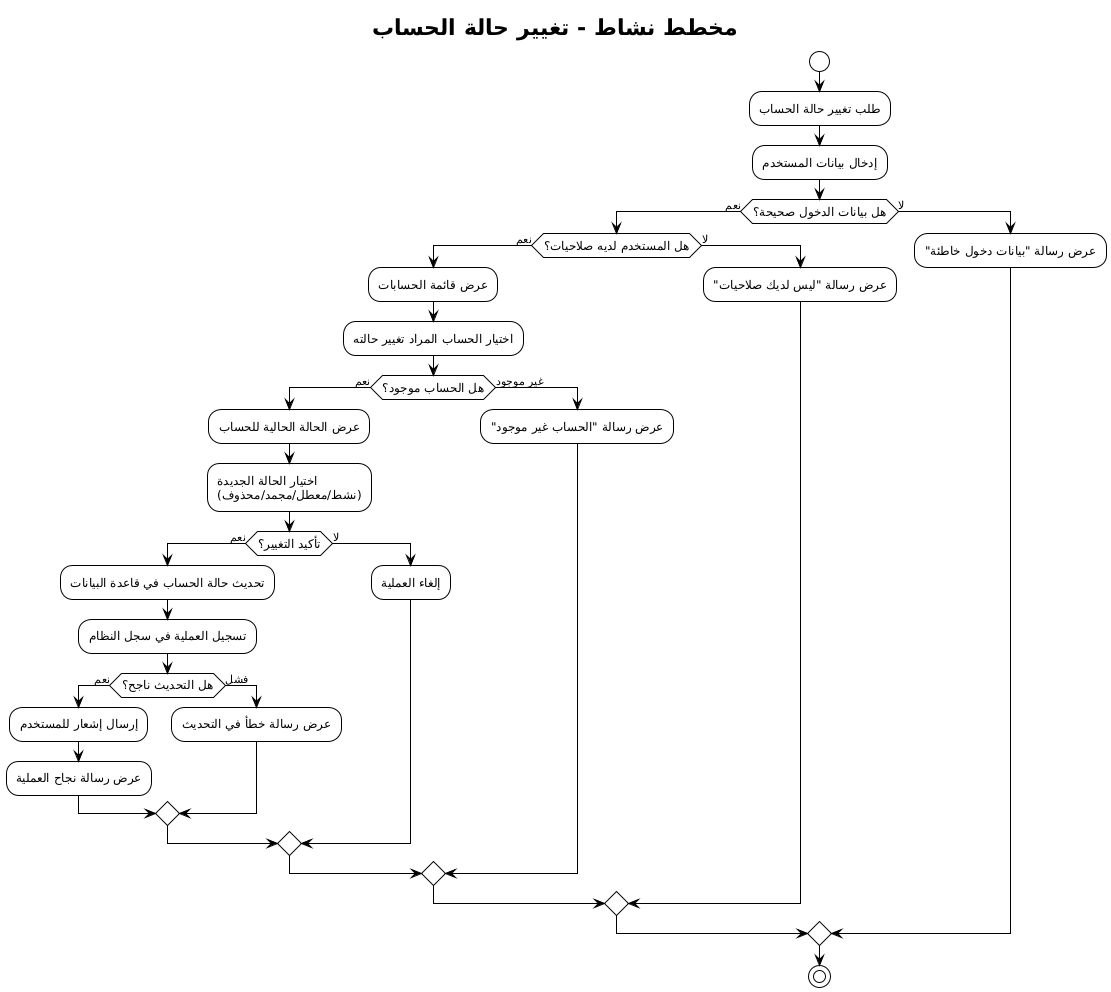 مخطط نشاط - تغيير حالة الحساب
طلب تغيير حالة الحساب
إدخال بيانات المستخدم
هل بيانات الدخول صحيحة؟
نعم
لا
عرض رسالة "بيانات دخول خاطئة"
هل المستخدم لديه صلاحيات؟
نعم
لا
عرض رسالة "ليس لديك صلاحيات"
عرض قائمة الحسابات
اختيار الحساب المراد تغيير حالته
هل الحساب موجود؟
نعم
غير موجود
عرض رسالة "الحساب غير موجود"
عرض الحالة الحالية للحساب
اختيار الحالة الجديدة
(نشط/معطل/مجمد/محذوف)
تأكيد التغيير؟
نعم
لا
إلغاء العملية
تحديث حالة الحساب في قاعدة البيانات
تسجيل العملية في سجل النظام
هل التحديث ناجح؟
نعم
فشل
عرض رسالة خطأ في التحديث
إرسال إشعار للمستخدم
عرض رسالة نجاح العملية